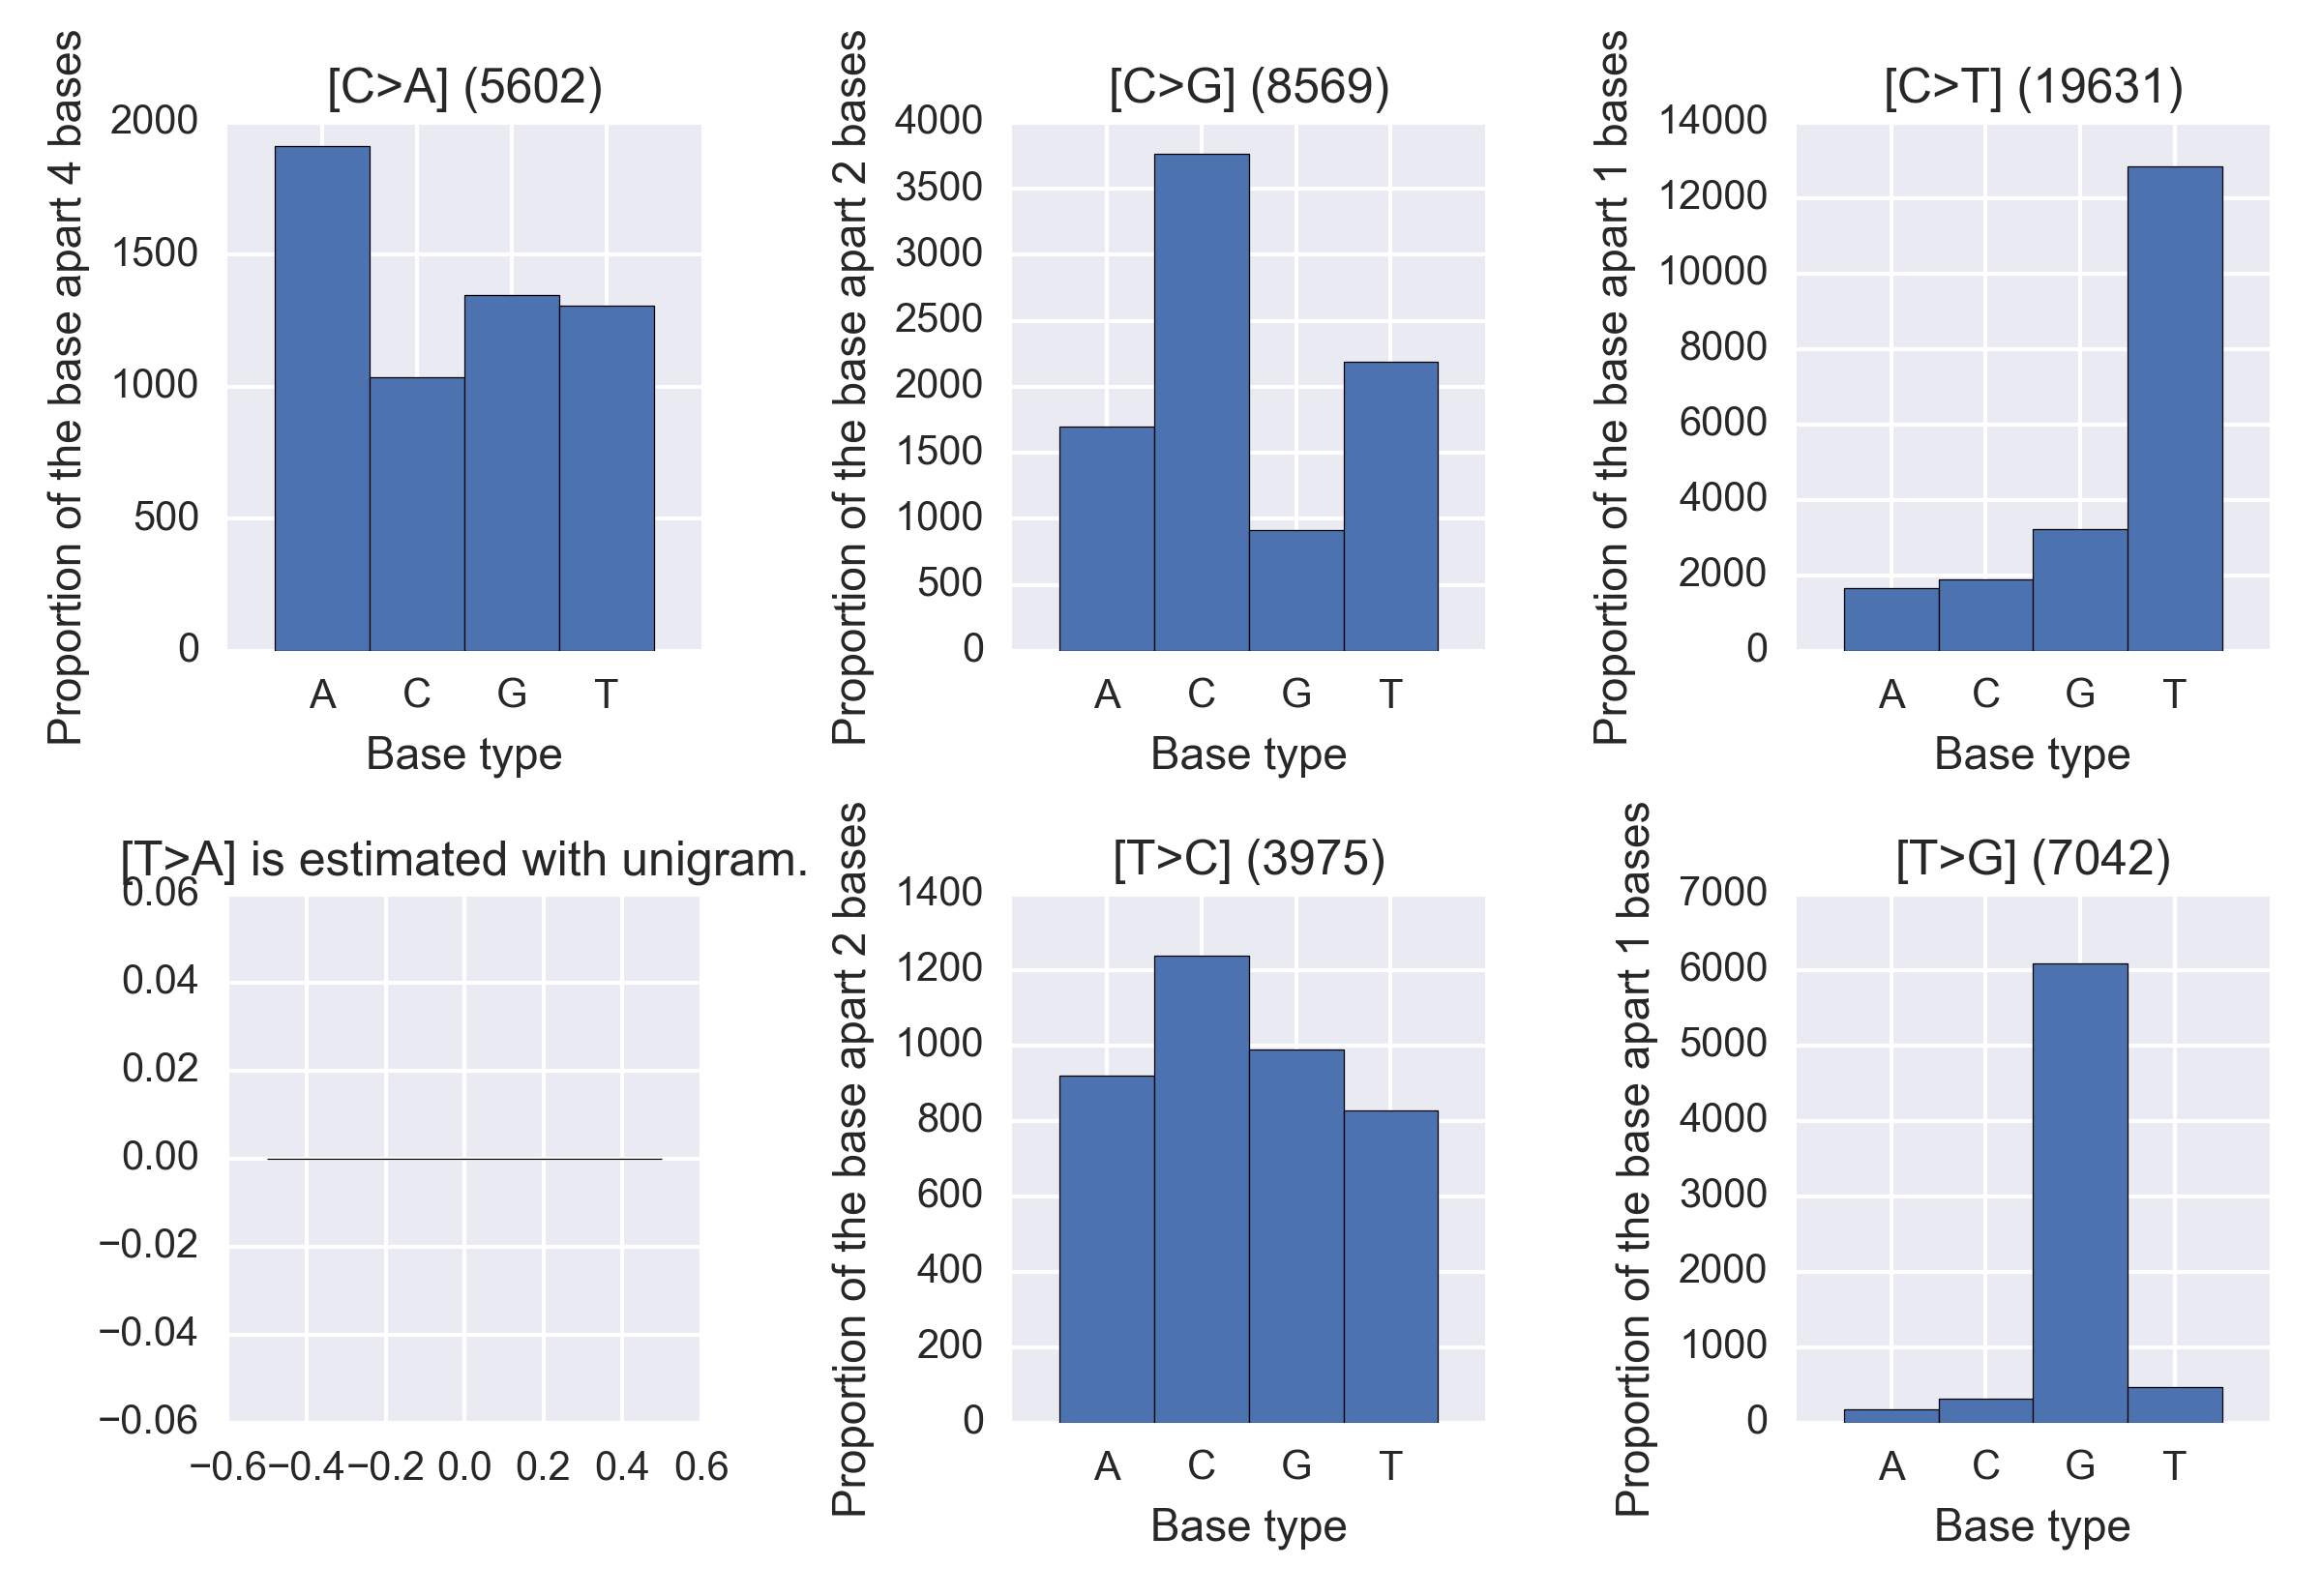 [C>A] (5602)
Proportion of the base apart 4 bases
2000
1500
1000
500
0
A C G T
Base type
[C>G] (8569)
Proportion of the base apart 2 bases
4000
3500
3000
2500
2000
1500
1000
500
0
A C G T
Base type
[C>T] (19631)
Proportion of the base apart 1 bases
14000
12000
10000
8000
6000
4000
2000
0
A C G T
Base type
[T>A] is estimated with unigram.
0.06
0.04
0.02
0.00
−0.02
−0.04
−0.06
−0.6 −0.4 −0.2 0.0 0.2 0.4 0.6
[T>C] (3975)
Proportion of the base apart 2 bases
1400
1200
1000
800
600
400
200
0
A C G T
Base type
[T>G] (7042)
Proportion of the base apart 1 bases
7000
6000
5000
4000
3000
2000
1000
0
A C G T
Base type